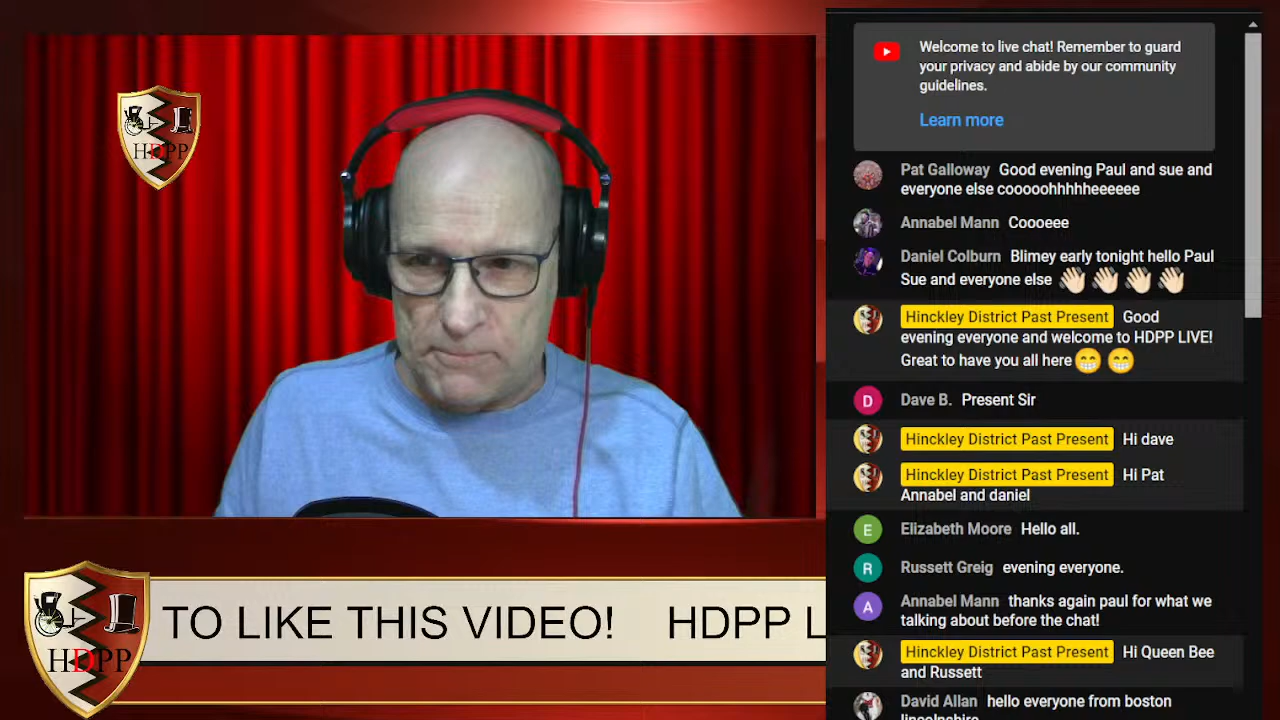 HDPP
TO LIKE THIS VIDEO! HDPP L
HDPP
Welcome to live chat! Remember to guard
your privacy and abide by our community
guidelines.
Learn more
Pat Galloway Good evening Paul and sue and
everyone else cooooohhhhheeeeee
Annabel Mann Coooeee
Daniel Colburn Blimey early tonight hello Paul
Sue and everyone else 👋🏻👋🏻👋🏻👋🏻
Hinckley District Past Present Good
evening everyone and welcome to HDPP LIVE!
Great to have you all here😁😁
D Dave B. Present Sir
Hinckley District Past Present Hi dave
Hinckley District Past Present Hi Pat
Annabel and daniel
E Elizabeth Moore Hello all.
R Russett Greig evening everyone.
A Annabel Mann thanks again paul for what we
talking about before the chat!
Hinckley District Past Present Hi Queen Bee
and Russett
David Allan hello everyone from boston
lincolnshire